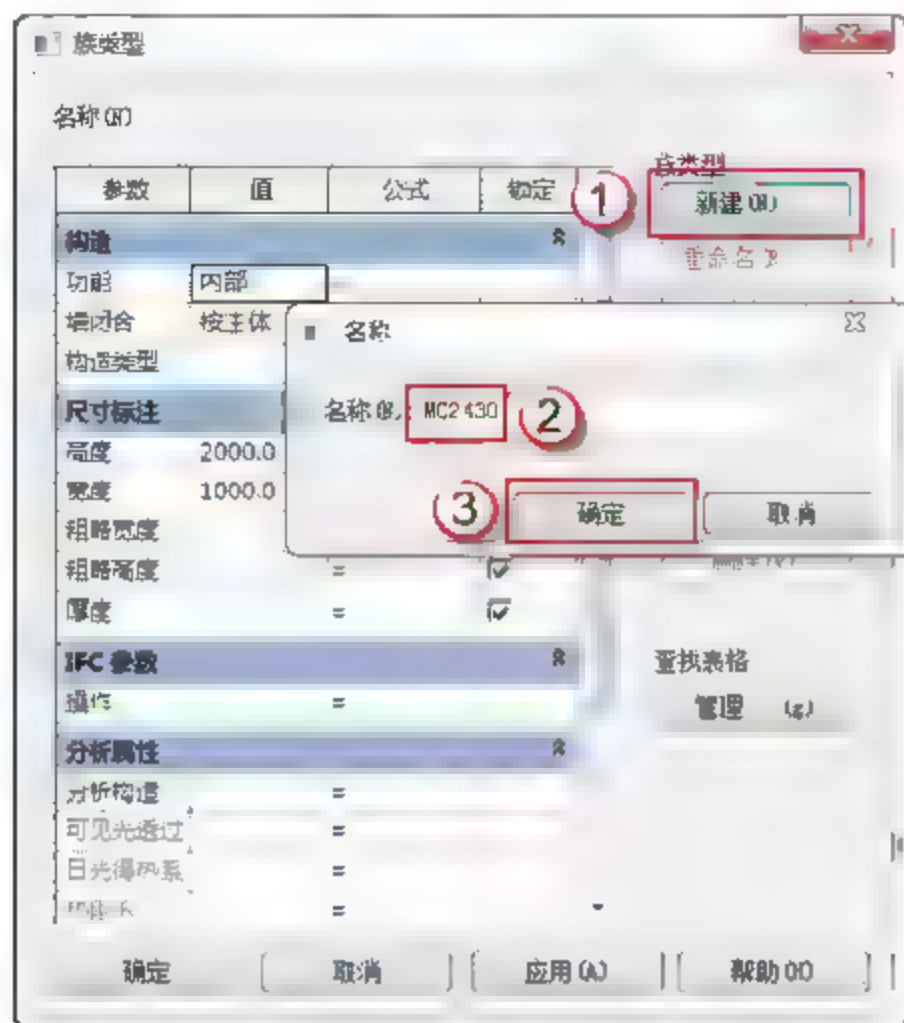 族类型
名称(N)
参数 值 公式 锁定
族类型
1
新建(N)
构造
重命名(R)
功能 内部 =
墙闭合 按主体
名称
构造类型
尺寸标注
名称(N) MC2430 2
高度 2000.0
宽度 1000.0
3 确定 取消
粗略宽度
粗略高度 =
厚度 =
IFC 参数
查找表格
操作 =
管理
分析属性
分析构造 =
可见光透过 =
日光得热系 =
=
确定 取消 应用(A) 帮助(H)